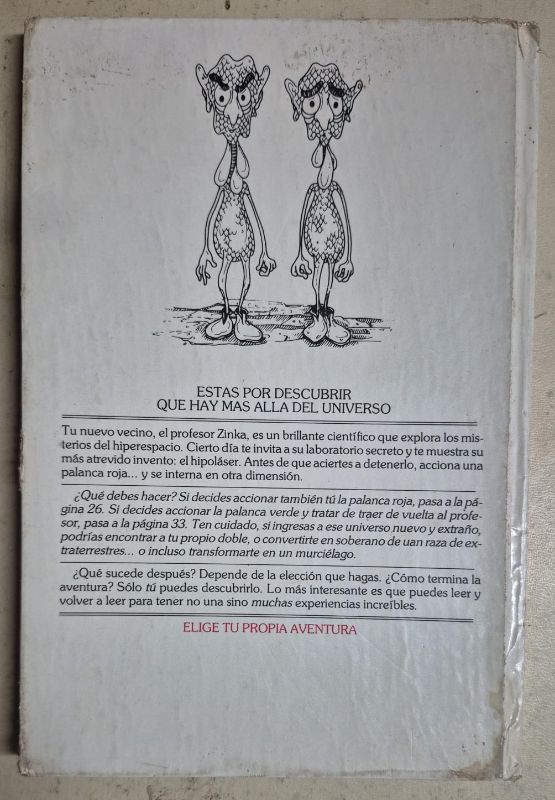 ESTAS POR DESCUBRIR
QUE HAY MAS ALLA DEL UNIVERSO
Tu nuevo vecino, el profesor Zinka, es un brillante científico que explora los mis-
terios del hiperespacio. Cierto día te invita a su laboratorio secreto y te muestra su
más atrevido invento: el hipoláser. Antes de que aciertes a detenerlo, acciona una
palanca roja... y se interna en otra dimensión.
¿Qué debes hacer? Si decides accionar también tú la palanca roja, pasa a la pá-
gina 26. Si decides accionar la palanca verde y tratar de traer de vuelta al profe-
sor, pasa a la página 33. Ten cuidado, si ingresas a ese universo nuevo y extraño,
podrías encontrar a tu propio doble, o convertirte en soberano de uan raza de ex-
traterrestres... o incluso transformarte en un murciélago.
¿Qué sucede después? Depende de la elección que hagas. ¿Cómo termina la
aventura? Sólo tú puedes descubrirlo. Lo más interesante es que puedes leer y
volver a leer para tener no una sino muchas experiencias increíbles.
ELIGE TU PROPIA AVENTURA